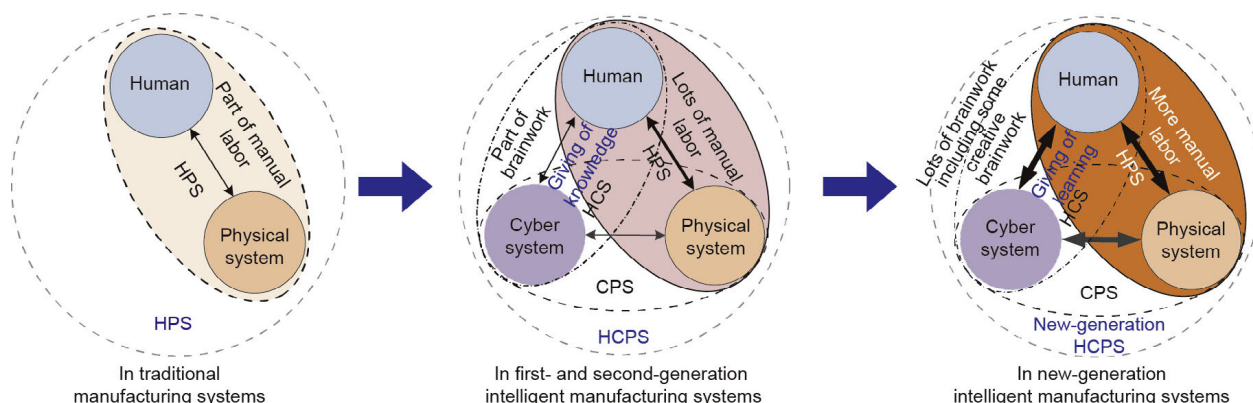 Human
Part of manual
labor
HPS
Physical
system
HPS
In traditional
manufacturing systems
Human
Part of
brainwork
Giving of
knowledge
HCS
Lots of manual
labor
HPS
Cyber
system
Physical
system
CPS
HCPS
In first- and second-generation
intelligent manufacturing systems
Human
Lots of brainwork
including some
creative
brainwork
Giving of
learning
HCS
More manual
labor
HPS
Cyber
system
Physical
system
CPS
New-generation
HCPS
In new-generation
intelligent manufacturing systems